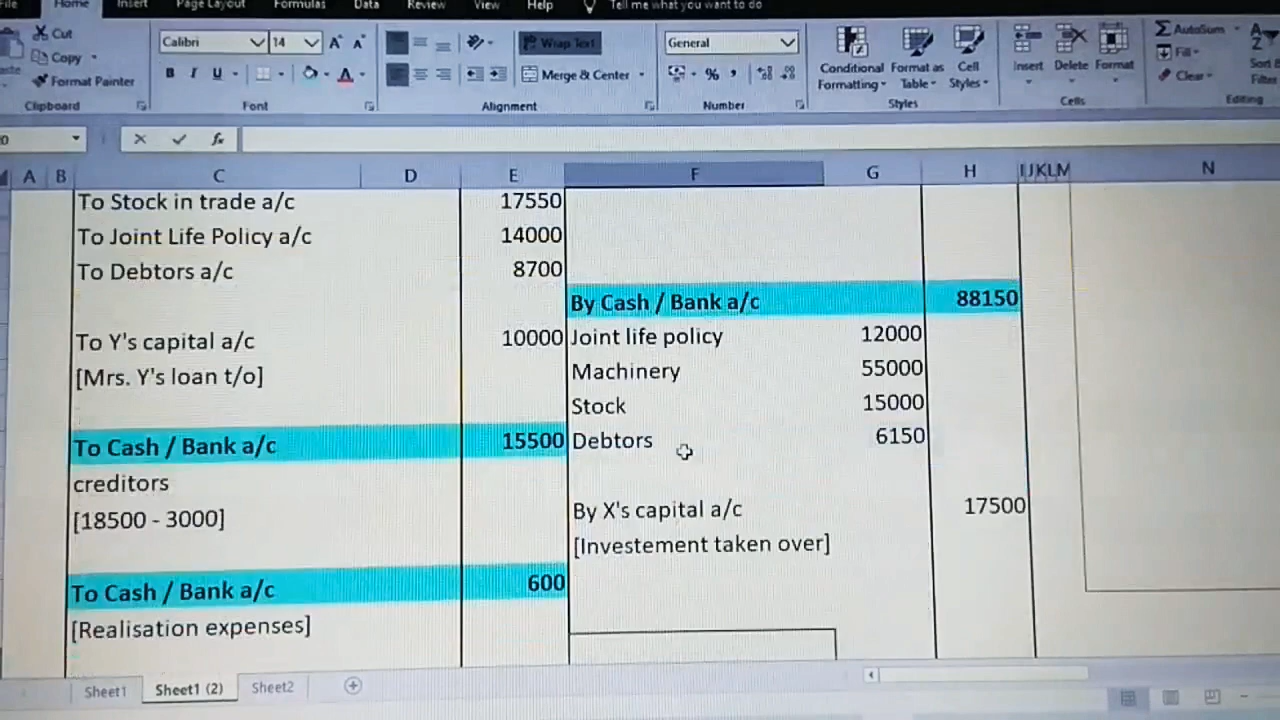 File Home Insert Page Layout Formulas Data Review View Help Tell me what you want to do
Cut
Copy
Format Painter
Clipboard
Calibri 14
B I U
Font
Wrap Text
Merge & Center
Alignment
General
Number
Conditional Formatting
Format as Table
Cell Styles
Styles
Insert Delete Format
Cells
AutoSum
Fill
Clear
Editing
fx
A B C D E F G H I J K L M N
To Stock in trade a/c 17550
To Joint Life Policy a/c 14000
To Debtors a/c 8700
By Cash / Bank a/c 88150
To Y's capital a/c 10000 Joint life policy 12000
[Mrs. Y's loan t/o] Machinery 55000
Stock 15000
To Cash / Bank a/c 15500 Debtors 6150
creditors
[18500 - 3000] By X's capital a/c 17500
[Investement taken over]
To Cash / Bank a/c 600
[Realisation expenses]
Sheet1 Sheet1 (2) Sheet2